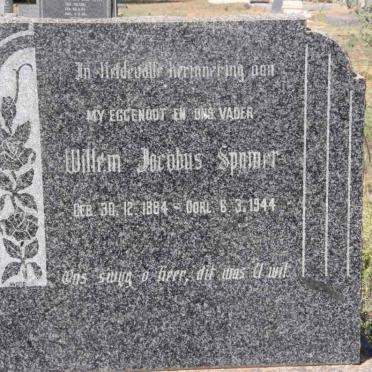 In liefdevolle herinnering aan
MY EGGENOOT EN ONS VADER
Willem Jacobus Spamer
GEB. 30.12.1884 - OORL. 6.3.1944
Ons swyg o heer, dit was U wil.